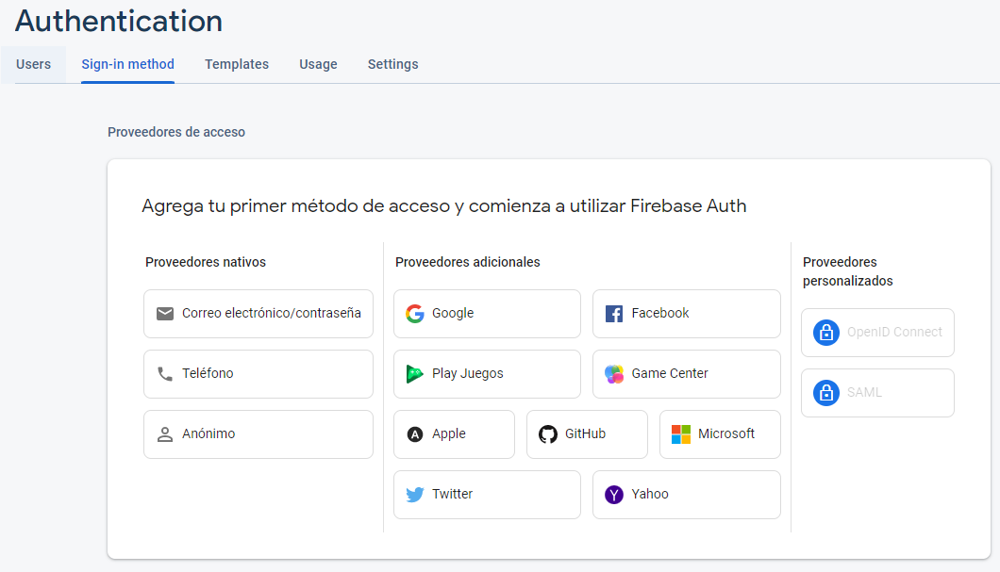 Authentication
Users
Sign-in method
Templates
Usage
Settings
Proveedores de acceso
Agrega tu primer método de acceso y comienza a utilizar Firebase Auth
Proveedores nativos
Correo electrónico/contraseña
Teléfono
Anónimo
Proveedores adicionales
Google
Facebook
Play Juegos
Game Center
Apple
GitHub
Microsoft
Twitter
Yahoo
Proveedores
personalizados
OpenID Connect
SAML